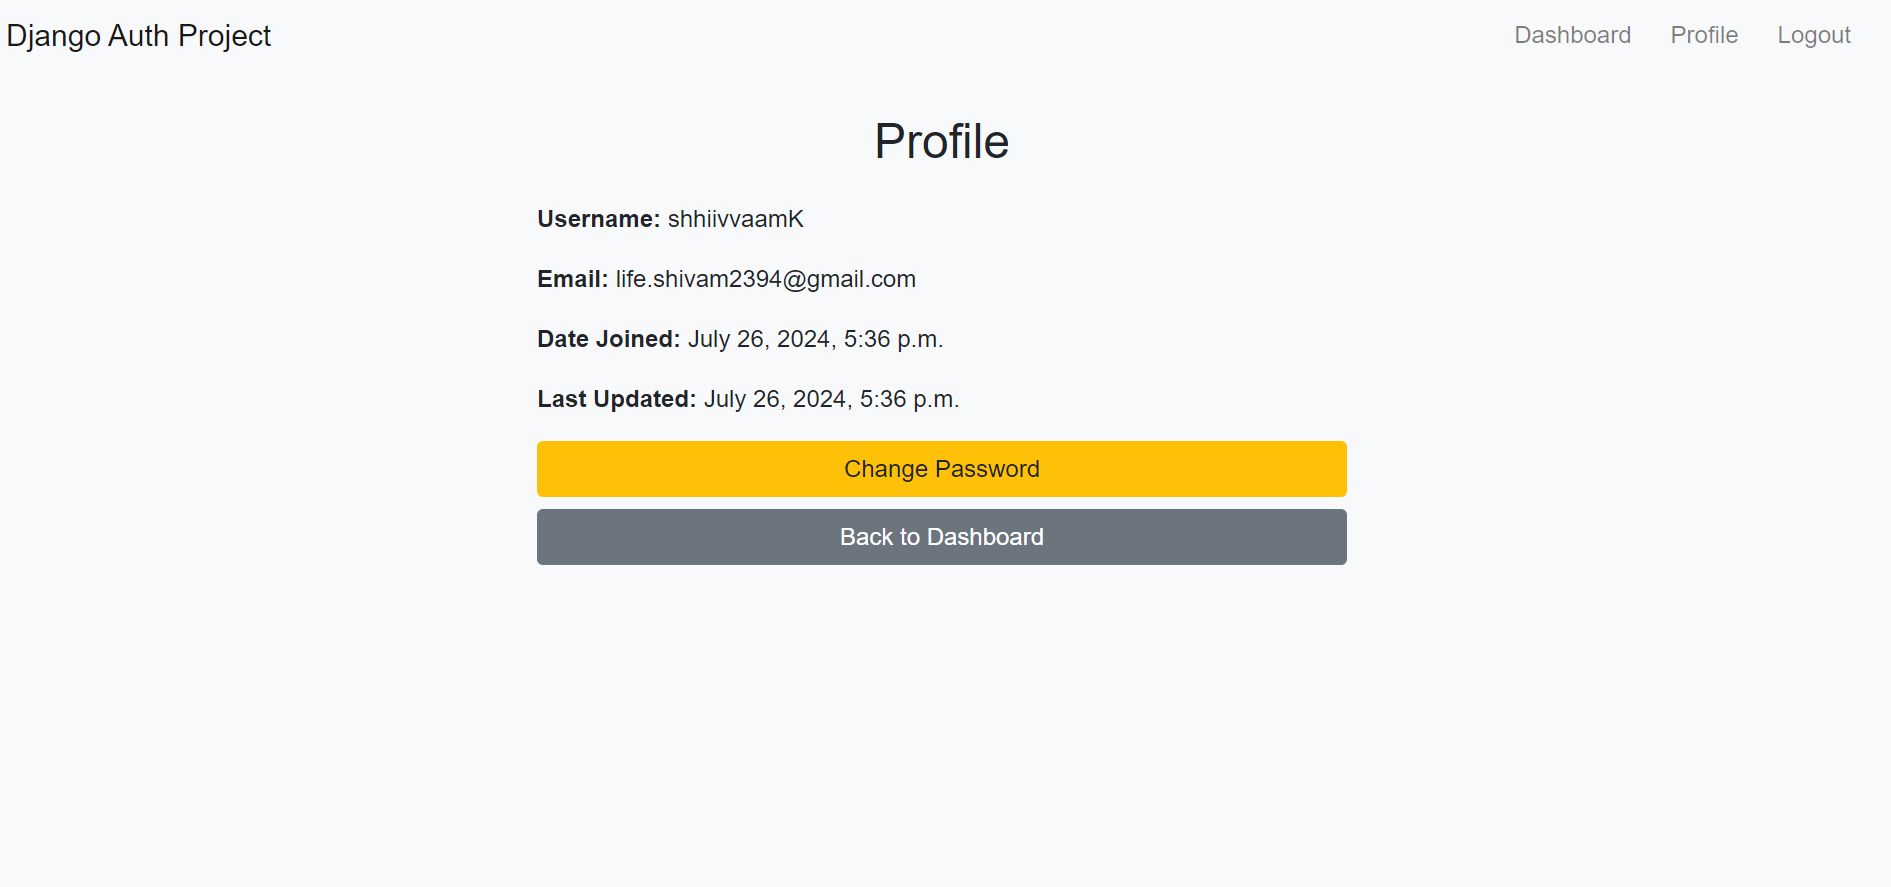 Django Auth Project
Dashboard Profile Logout
Profile
Username: shhiivvaamK
Email: life.shivam2394@gmail.com
Date Joined: July 26, 2024, 5:36 p.m.
Last Updated: July 26, 2024, 5:36 p.m.
Change Password
Back to Dashboard